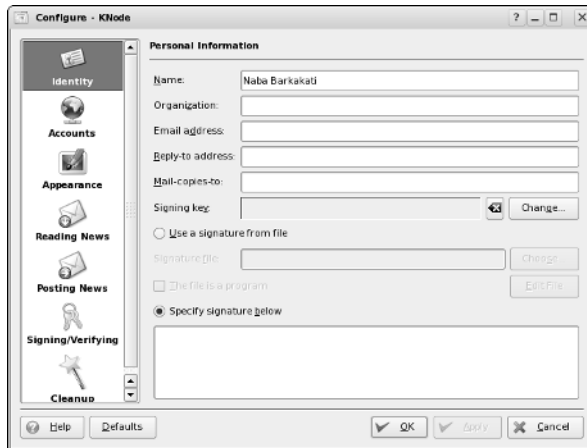 Configure - KNode
Identity
Accounts
Appearance
Reading News
Posting News
Signing/Verifying
Cleanup
Personal Information
Name: Naba Barkakati
Organization:
Email address:
Reply-to address:
Mail-copies-to:
Signing key: Change...
Use a signature from file
Signature file: Choose...
The file is a program
Edit File
Specify signature below
Help Defaults OK Apply Cancel